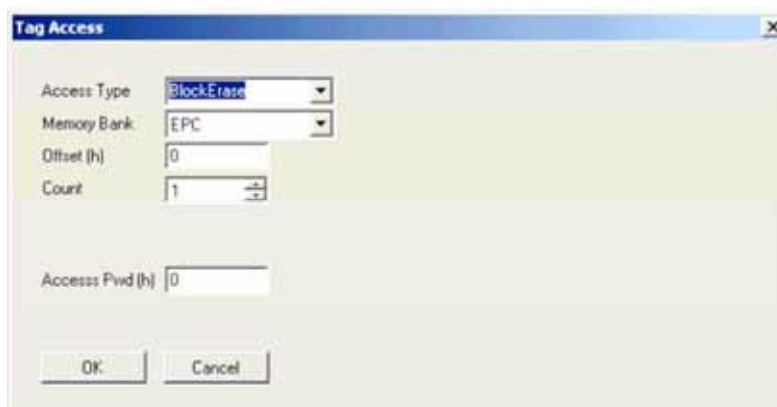 Tag Access
Access Type BlockErase
Memory Bank EPC
Offset (h) 0
Count 1
Accesss Pwd (h) 0
OK Cancel